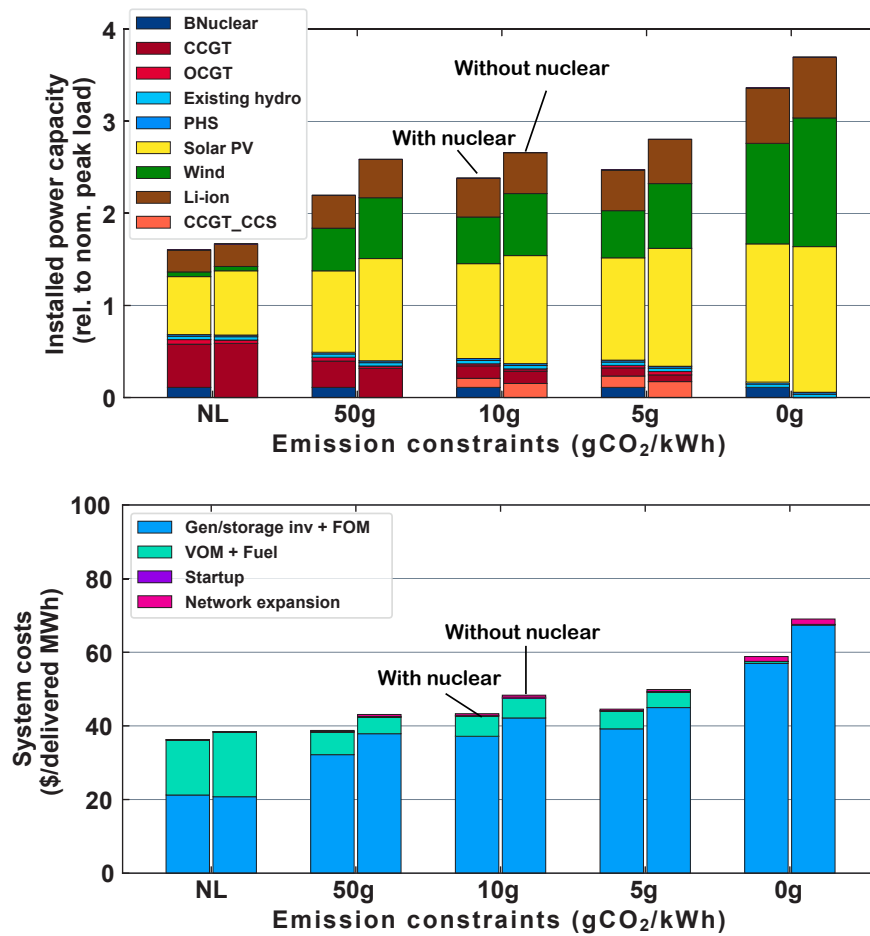 4
3
2
1
0
Installed power capacity
(rel. to nom. peak load)
BNuclear
CCGT
OCGT
Existing hydro
PHS
Solar PV
Wind
Li-ion
CCGT_CCS
Without nuclear
With nuclear
NL 50g 10g 5g 0g
Emission constraints (gCO₂/kWh)
100
80
60
40
20
0
System costs
($/delivered MWh)
Gen/storage inv + FOM
VOM + Fuel
Startup
Network expansion
Without nuclear
With nuclear
NL 50g 10g 5g 0g
Emission constraints (gCO₂/kWh)